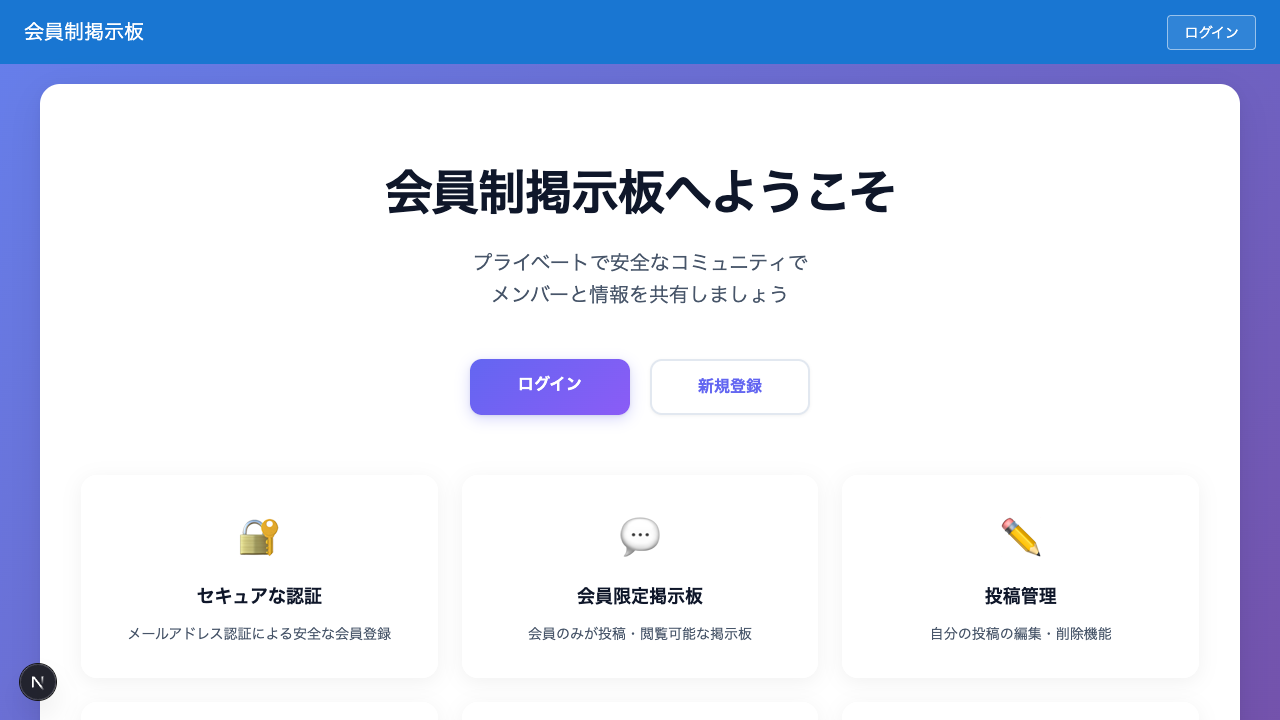 会員制掲示板
ログイン
会員制掲示板へようこそ
プライベートで安全なコミュニティで
メンバーと情報を共有しましょう
ログイン
新規登録
セキュアな認証
会員限定掲示板
投稿管理
メールアドレス認証による安全な会員登録
会員のみが投稿・閲覧可能な掲示板
自分の投稿の編集・削除機能
N